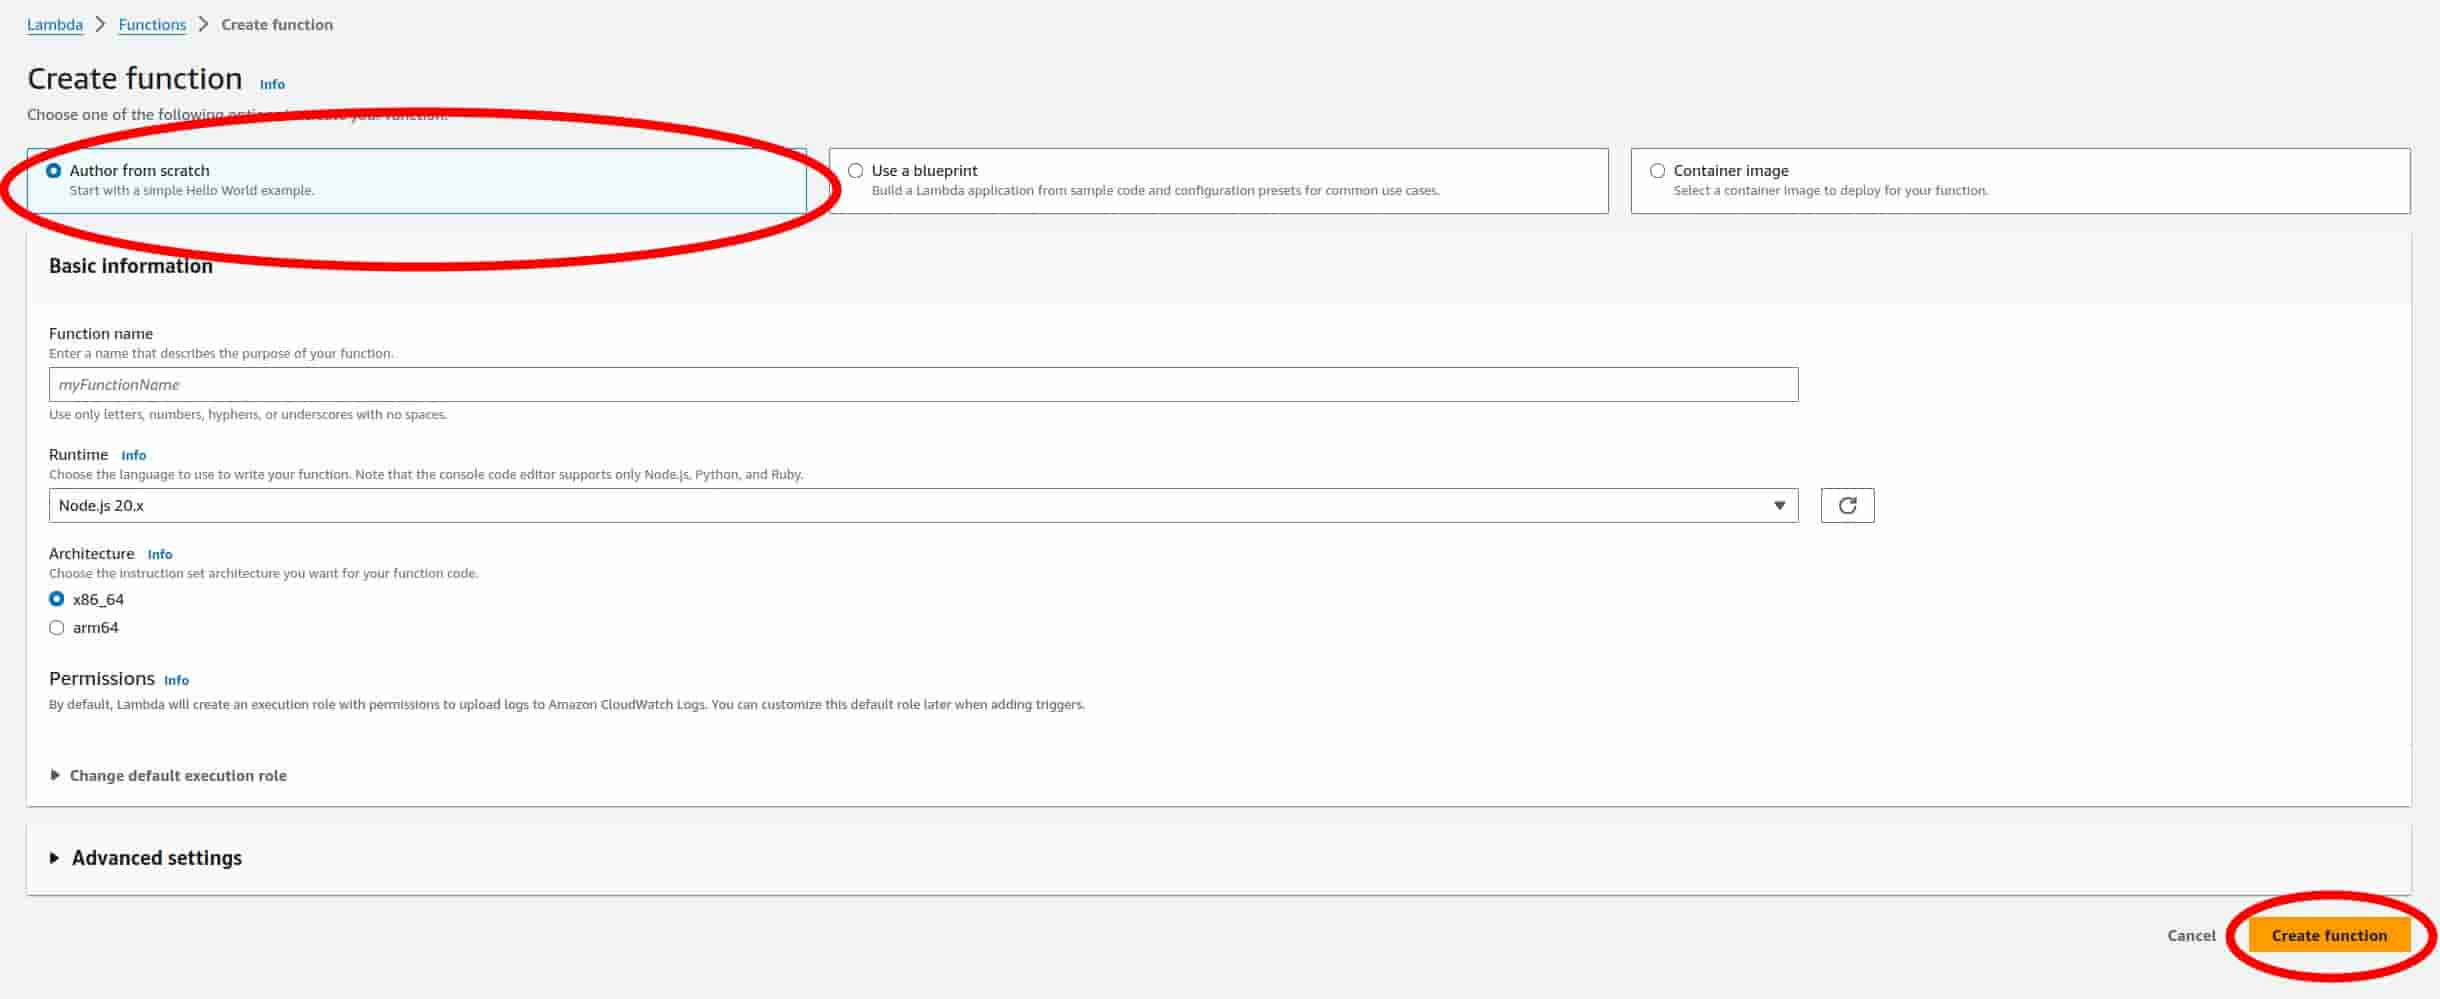 Lambda > Functions > Create function
Create function Info
Choose one of the following options to create your function.
Author from scratch
Start with a simple Hello World example.
Use a blueprint
Build a Lambda application from sample code and configuration presets for common use cases.
Container image
Select a container image to deploy for your function.
Basic information
Function name
Enter a name that describes the purpose of your function.
myFunctionName
Use only letters, numbers, hyphens, or underscores with no spaces.
Runtime Info
Choose the language to use to write your function. Note that the console code editor supports only Node.js, Python, and Ruby.
Node.js 20.x
Architecture Info
Choose the instruction set architecture you want for your function code.
x86_64
arm64
Permissions Info
By default, Lambda will create an execution role with permissions to upload logs to Amazon CloudWatch Logs. You can customize this default role later when adding triggers.
Change default execution role
Advanced settings
Cancel
Create function